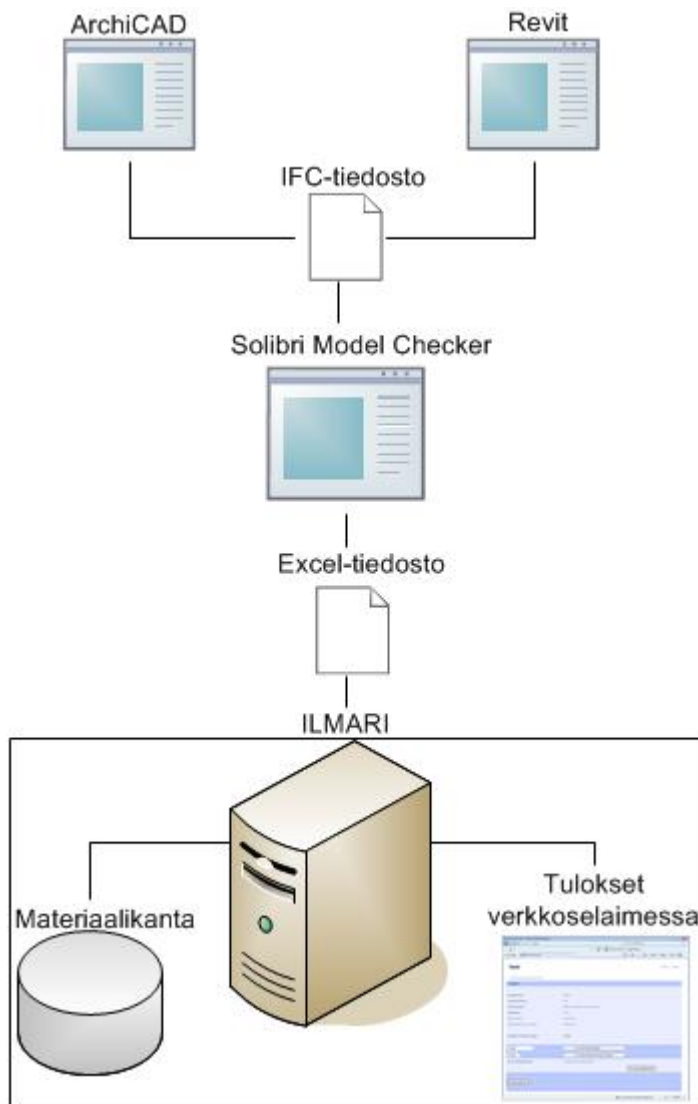 ArchiCAD
Revit
IFC-tiedosto
Solibri Model Checker
Excel-tiedosto
ILMARI
Materiaalikanta
Tulokset
verkkoselaimessa